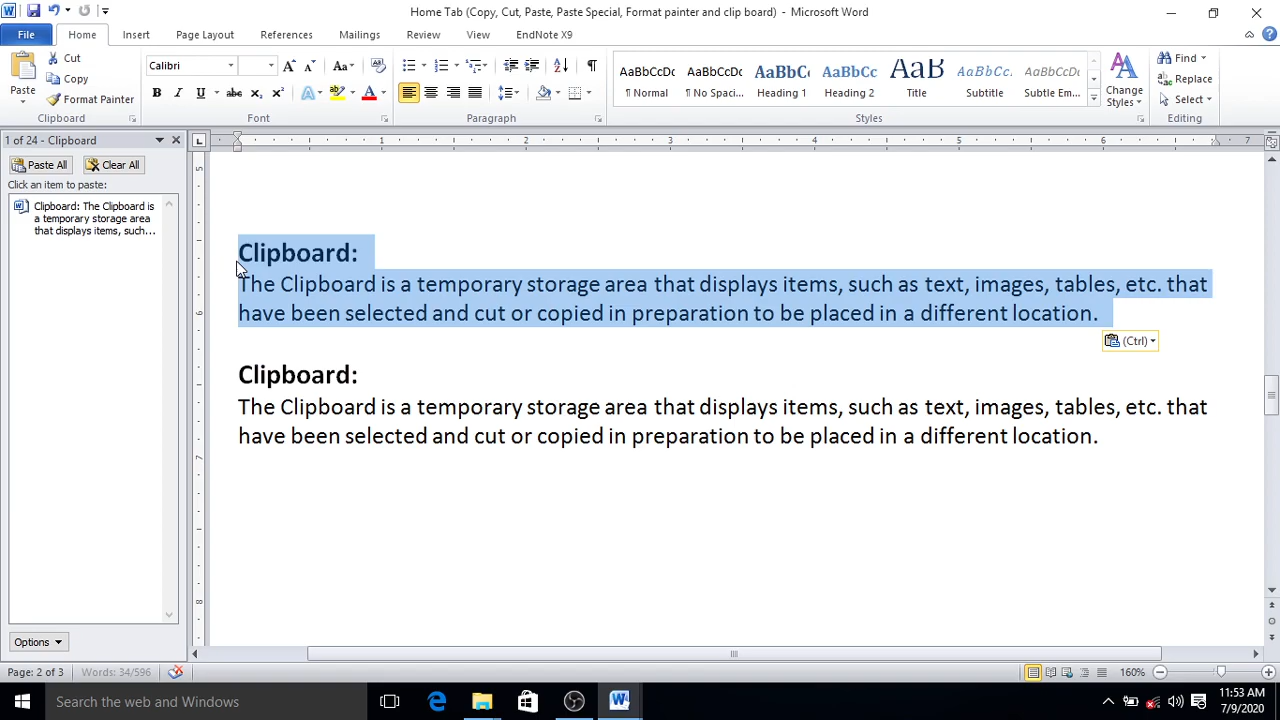 Home Tab (Copy, Cut, Paste, Paste Special, Format painter and clip board) - Microsoft Word
File Home Insert Page Layout References Mailings Review View EndNote X9
Paste Cut Copy Format Painter
Clipboard
Calibri
Font
Paragraph
AaBbCcDc AaBbCcDc AaBbCc AaBbCc AaB AaBbCcDc AaBbCcDc
¶ Normal ¶ No Spaci... Heading 1 Heading 2 Title Subtitle Subtle Em...
Change Styles
Styles
Find
Replace
Select
Editing
1 of 24 - Clipboard
Paste All Clear All
Click an item to paste:
Clipboard: The Clipboard is
a temporary storage area
that displays items, such...
Options
1 2 3 4 5 6 7
Clipboard:
The Clipboard is a temporary storage area that displays items, such as text, images, tables, etc. that
have been selected and cut or copied in preparation to be placed in a different location.
(Ctrl)
Clipboard:
The Clipboard is a temporary storage area that displays items, such as text, images, tables, etc. that
have been selected and cut or copied in preparation to be placed in a different location.
Page: 2 of 3 Words: 34/596 160%
Search the web and Windows
11:53 AM
7/9/2020